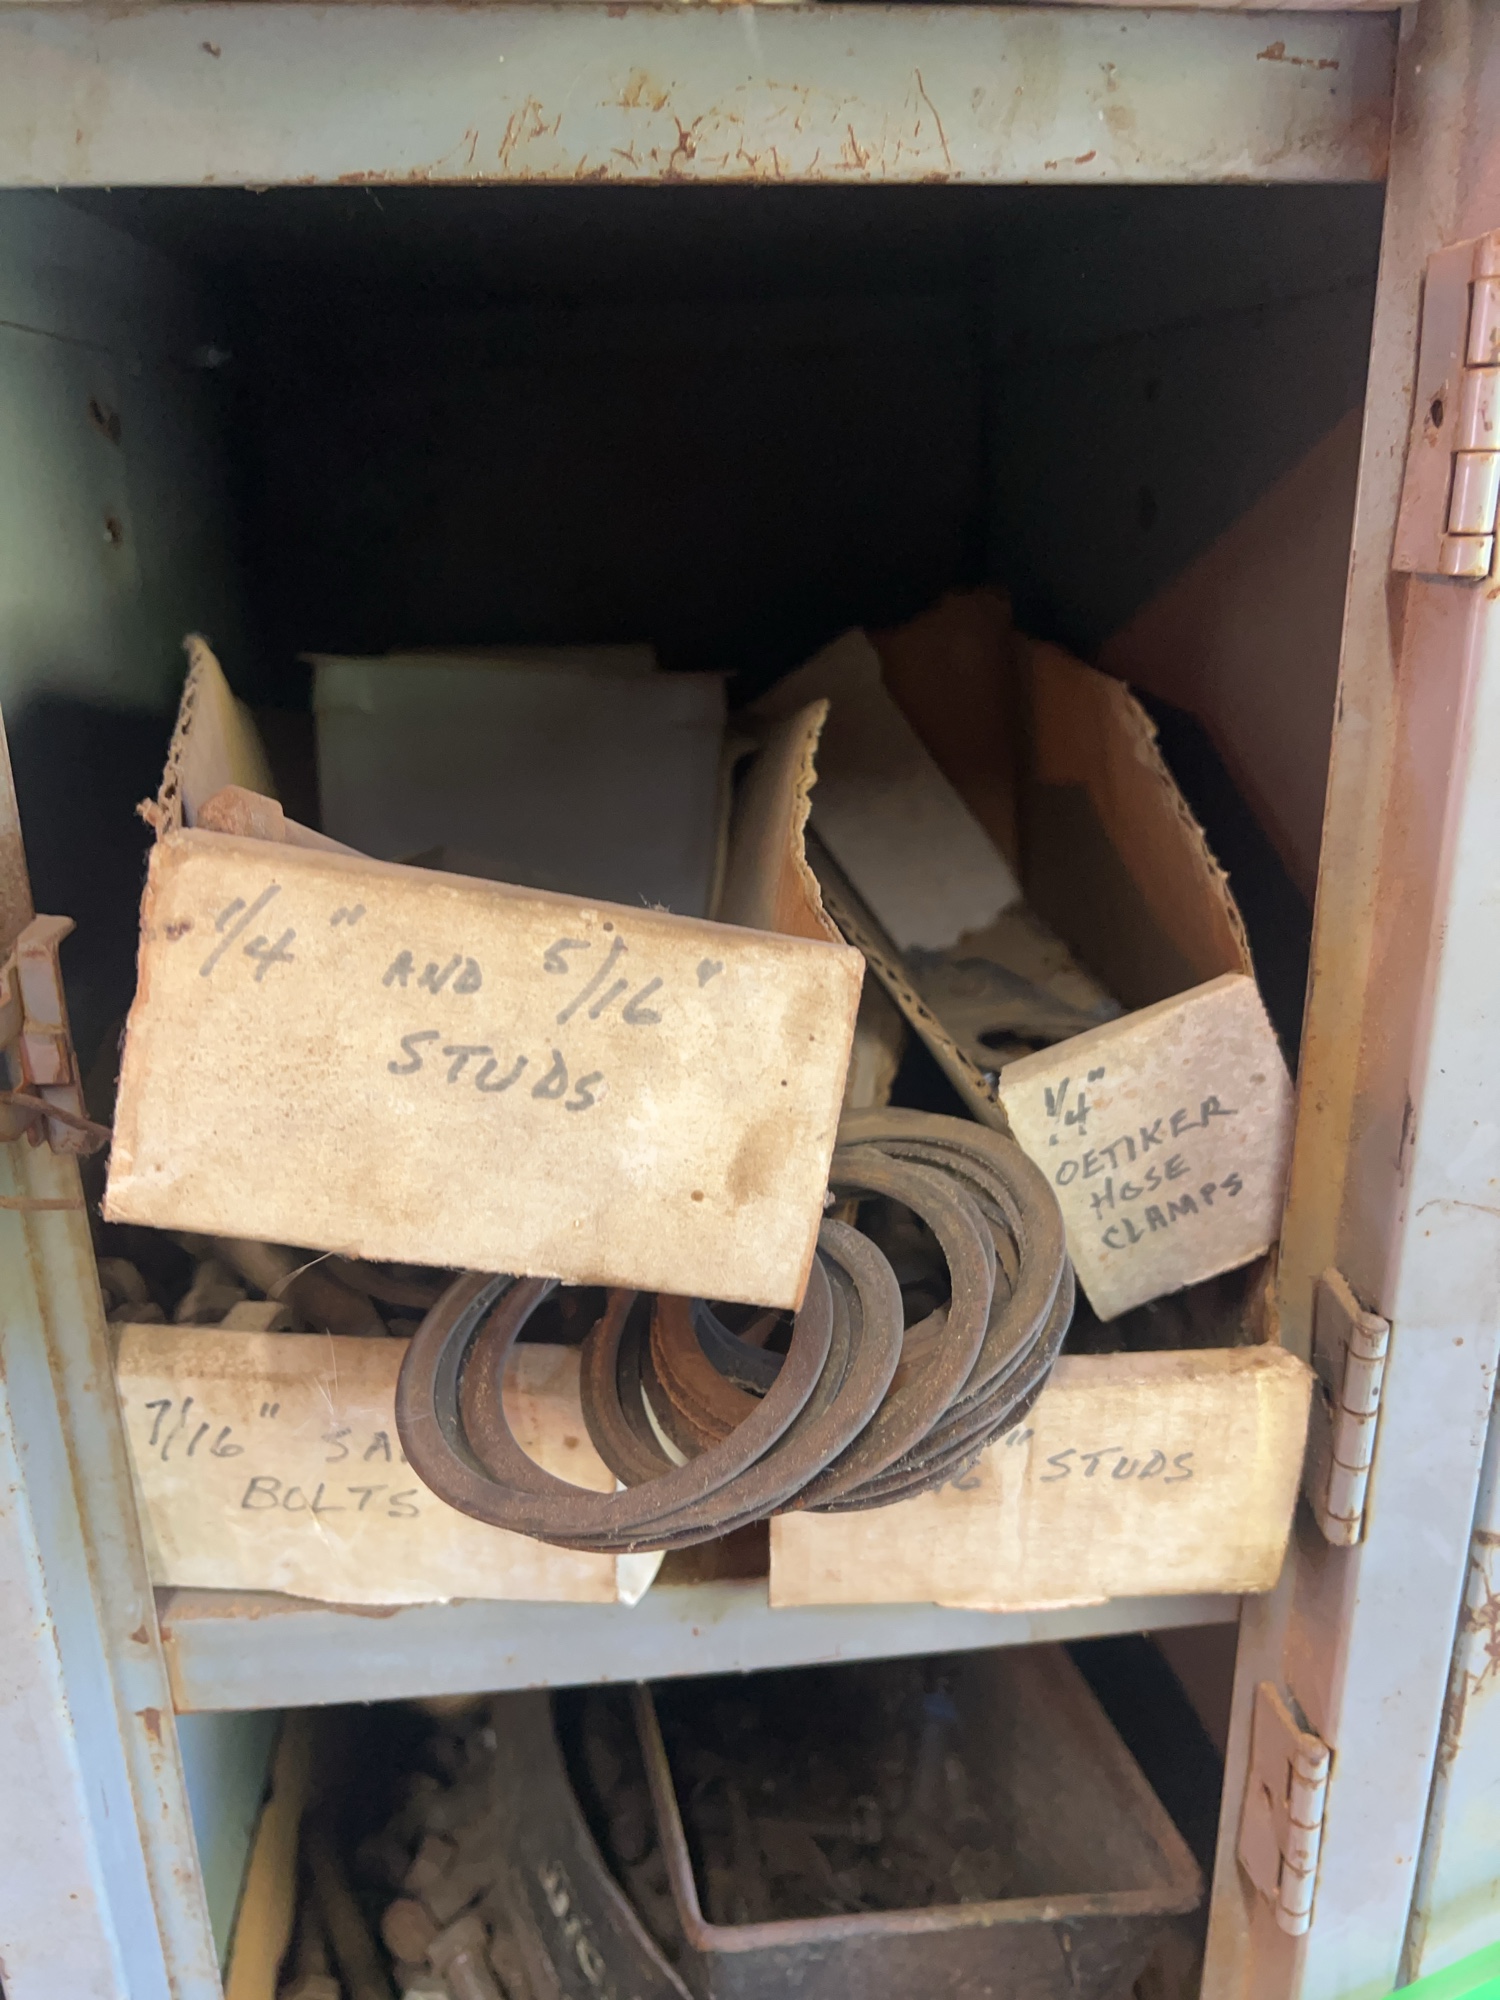 1/4" AND 5/16"
STUDS
1/4"
OETIKER
HOSE
CLAMPS
7/16"
BOLTS
STUDS